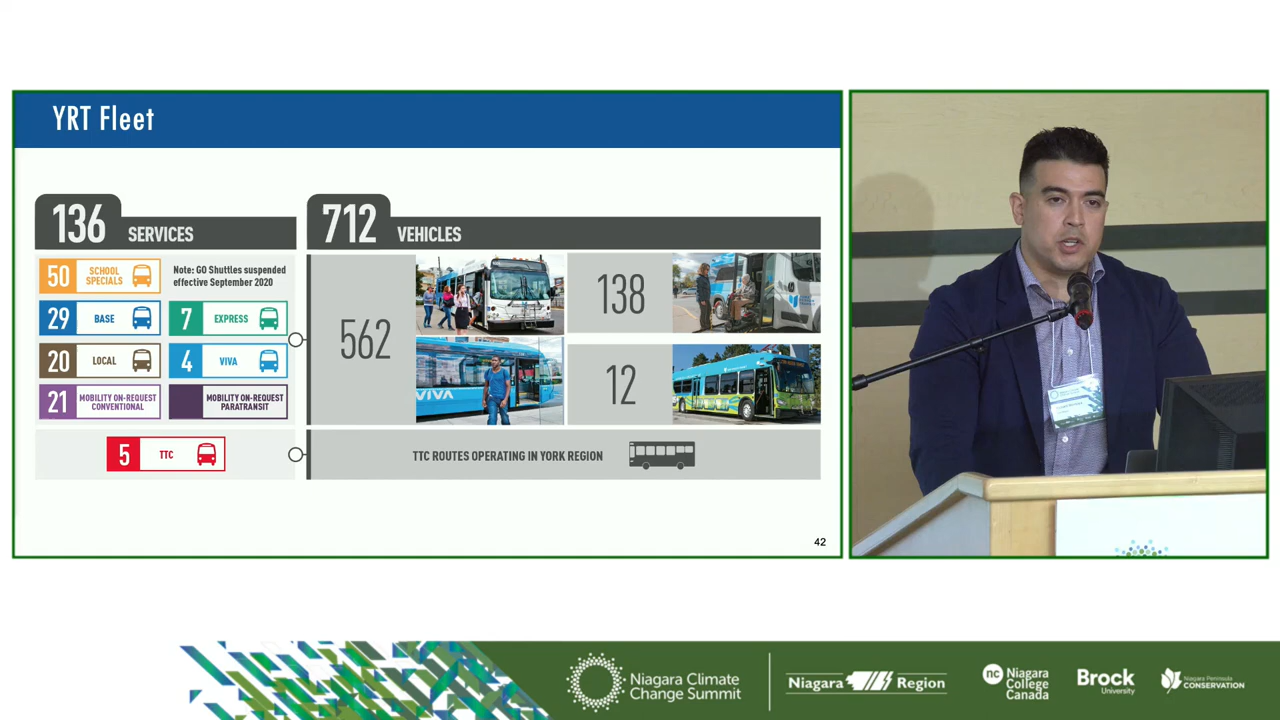 YRT Fleet
136 SERVICES
712 VEHICLES
50 SCHOOL SPECIALS
Note: GO Shuttles suspended
effective September 2020
29 BASE
7 EXPRESS
20 LOCAL
4 VIVA
21 MOBILITY ON-REQUEST
CONVENTIONAL
MOBILITY ON-REQUEST
PARATRANSIT
5 TTC
562
138
VIVA
12
TTC ROUTES OPERATING IN YORK REGION
42
Niagara Climate
Change Summit
Niagara Region
nc
Niagara
College
Canada
Brock
University
Niagara Peninsula
CONSERVATION